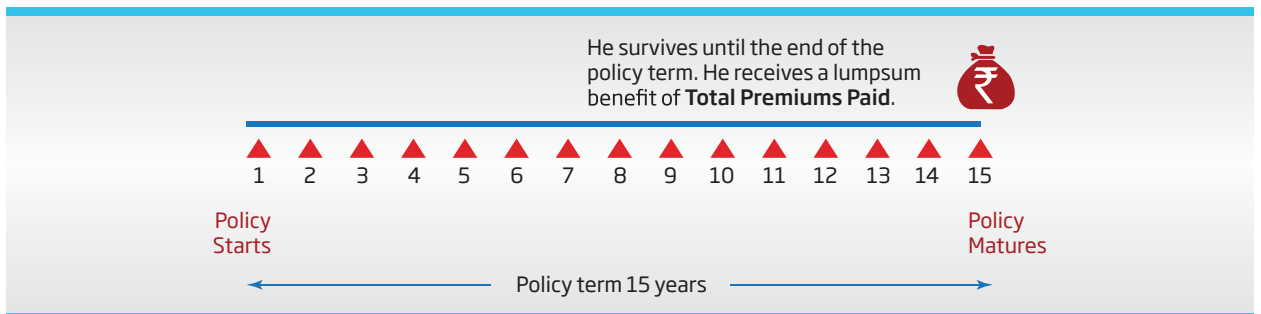 He survives until the end of the
policy term. He receives a lumpsum
benefit of Total Premiums Paid.
₹
1 2 3 4 5 6 7 8 9 10 11 12 13 14 15
Policy
Starts
Policy
Matures
Policy term 15 years